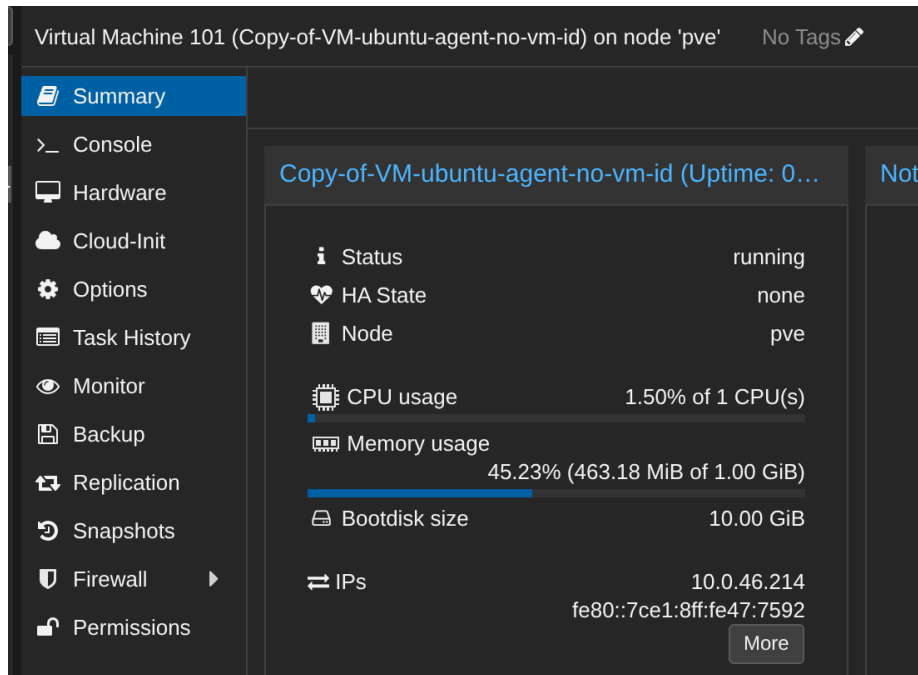 Virtual Machine 101 (Copy-of-VM-ubuntu-agent-no-vm-id) on node 'pve' No Tags
Summary
Console
Hardware
Cloud-Init
Options
Task History
Monitor
Backup
Replication
Snapshots
Firewall
Permissions
Copy-of-VM-ubuntu-agent-no-vm-id (Uptime: 0…
Status running
HA State none
Node pve
CPU usage 1.50% of 1 CPU(s)
Memory usage
45.23% (463.18 MiB of 1.00 GiB)
Bootdisk size 10.00 GiB
IPs 10.0.46.214
fe80::7ce1:8ff:fe47:7592
More
Not